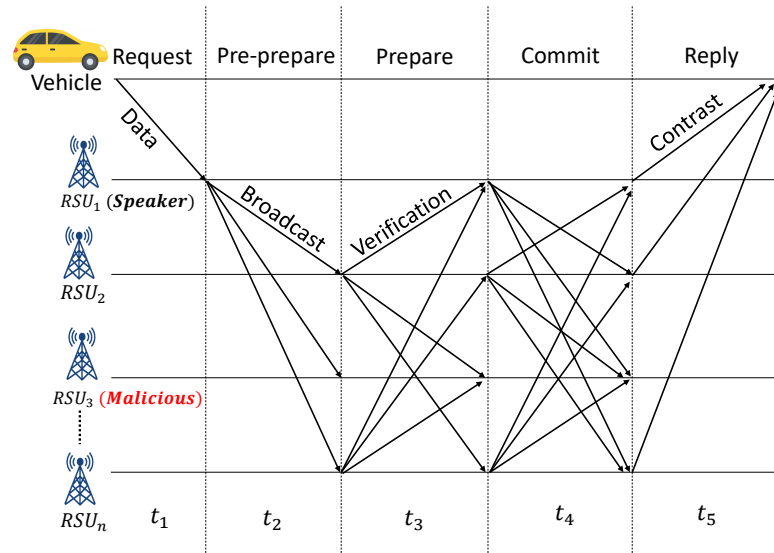 Request Pre-prepare Prepare Commit Reply
Vehicle
Data
Contrast
RSU₁ (Speaker)
Broadcast
Verification
RSU₂
RSU₃ (Malicious)
RSUₙ
t₁ t₂ t₃ t₄ t₅